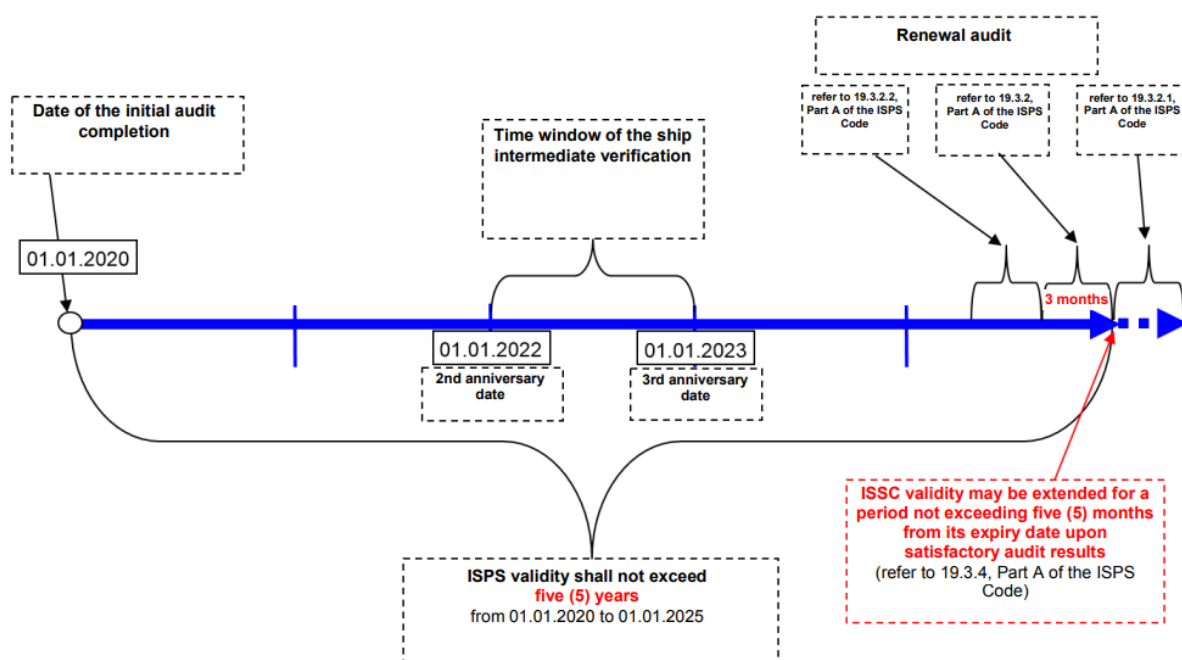 Renewal audit
Date of the initial audit
completion
refer to 19.3.2.2,
Part A of the ISPS
Code
refer to 19.3.2,
Part A of the ISPS
Code
refer to 19.3.2.1,
Part A of the ISPS
Code
Time window of the ship
intermediate verification
01.01.2020
3 months
01.01.2022
01.01.2023
2nd anniversary
date
3rd anniversary
date
ISSC validity may be extended for a
period not exceeding five (5) months
from its expiry date upon
satisfactory audit results
(refer to 19.3.4, Part A of the ISPS
Code)
ISPS validity shall not exceed
five (5) years
from 01.01.2020 to 01.01.2025